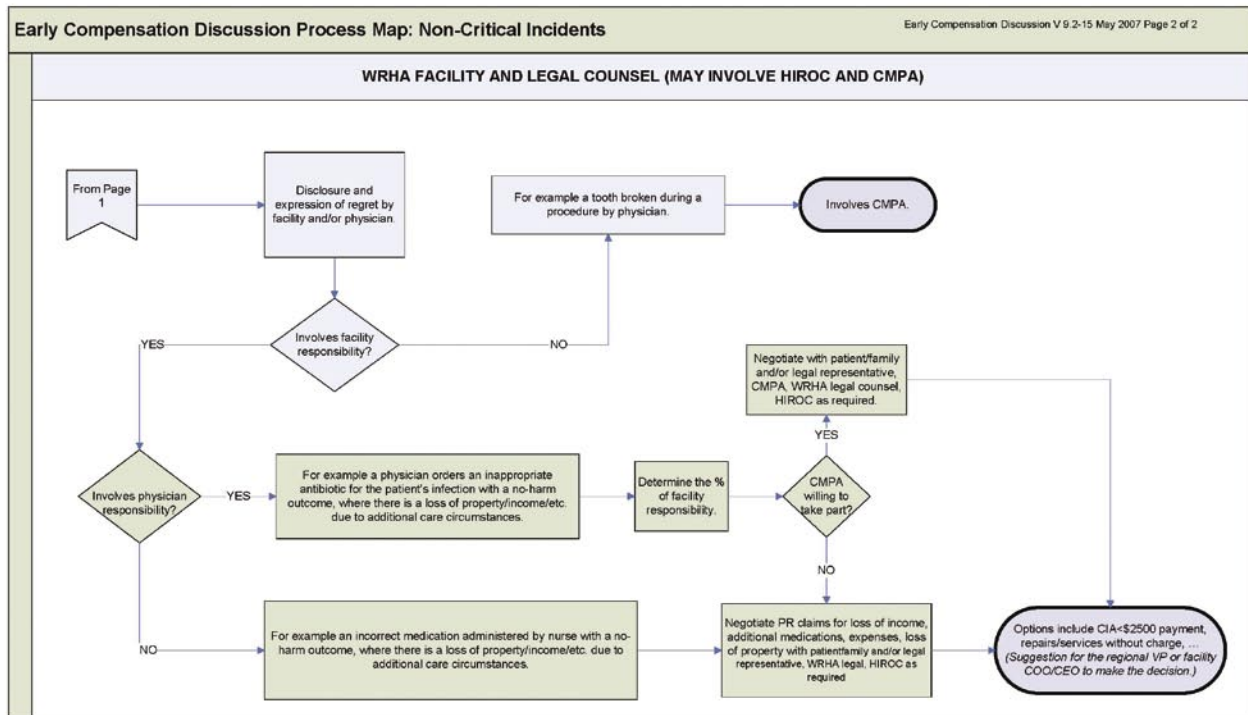 Early Compensation Discussion Process Map: Non-Critical Incidents
Early Compensation Discussion V 9.2-15 May 2007 Page 2 of 2
WRHA FACILITY AND LEGAL COUNSEL (MAY INVOLVE HIROC AND CMPA)
From Page
1
Disclosure and
expression of regret by
facility and/or physician.
For example a tooth broken during a
procedure by physician.
Involves CMPA.
Involves facility
responsibility?
YES
NO
Negotiate with patient/family
and/or legal representative,
CMPA, WRHA legal counsel,
HIROC as required.
YES
Involves physician
responsibility?
YES
For example a physician orders an inappropriate
antibiotic for the patient's infection with a no-harm
outcome, where there is a loss of property/income/etc.
due to additional care circumstances.
Determine the %
of facility
responsibility.
CMPA
willing to
take part?
NO
NO
For example an incorrect medication administered by nurse with a no-
harm outcome, where there is a loss of property/income/etc. due to
additional care circumstances.
Negotiate PR claims for loss of income,
additional medications, expenses, loss
of property with patient/family and/or legal
representative, WRHA legal, HIROC as
required
Options include CIA<$2500 payment,
repairs/services without charge, ...
(Suggestion for the regional VP or facility
COO/CEO to make the decision.)